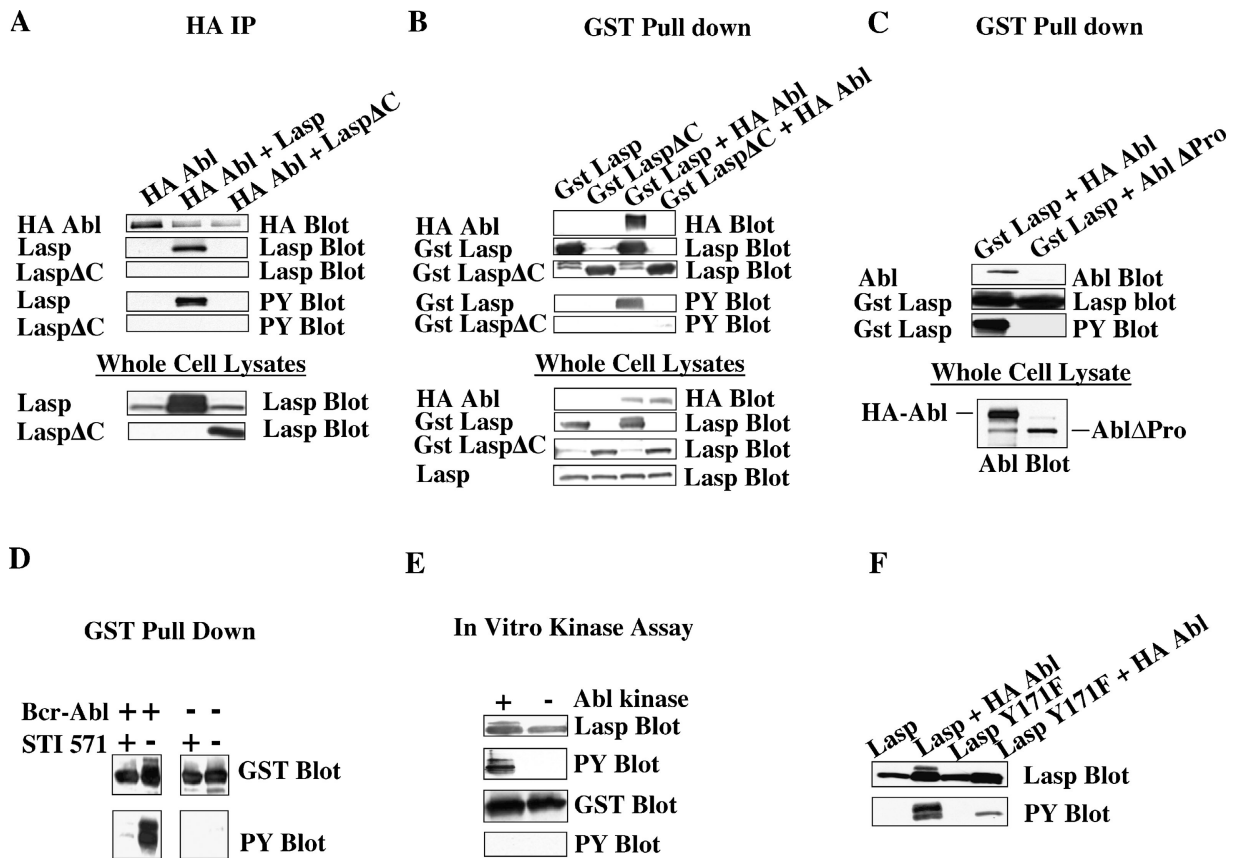 A
HA IP
HA Abl
HA Abl + Lasp
HA Abl + LaspΔC
HA Abl HA Blot
Lasp Lasp Blot
LaspΔC Lasp Blot
Lasp PY Blot
LaspΔC PY Blot
Whole Cell Lysates
Lasp Lasp Blot
LaspΔC Lasp Blot
B
GST Pull down
Gst Lasp
Gst LaspΔC
Gst Lasp + HA Abl
Gst LaspΔC + HA Abl
HA Abl HA Blot
Gst Lasp Lasp Blot
Gst LaspΔC Lasp Blot
Gst Lasp PY Blot
Gst LaspΔC PY Blot
Whole Cell Lysates
HA Abl HA Blot
Gst Lasp Lasp Blot
Gst LaspΔC Lasp Blot
Lasp Lasp Blot
C
GST Pull down
Gst Lasp + HA Abl
Gst Lasp + Abl ΔPro
Abl Abl Blot
Gst Lasp Lasp blot
Gst Lasp PY Blot
Whole Cell Lysate
HA-Abl – –AblΔPro
Abl Blot
D
GST Pull Down
Bcr-Abl + + - -
STI 571 + - + -
GST Blot
PY Blot
E
In Vitro Kinase Assay
+ - Abl kinase
Lasp Blot
PY Blot
GST Blot
PY Blot
F
Lasp
Lasp + HA Abl
Lasp Y171F
Lasp Y171F + HA Abl
Lasp Blot
PY Blot